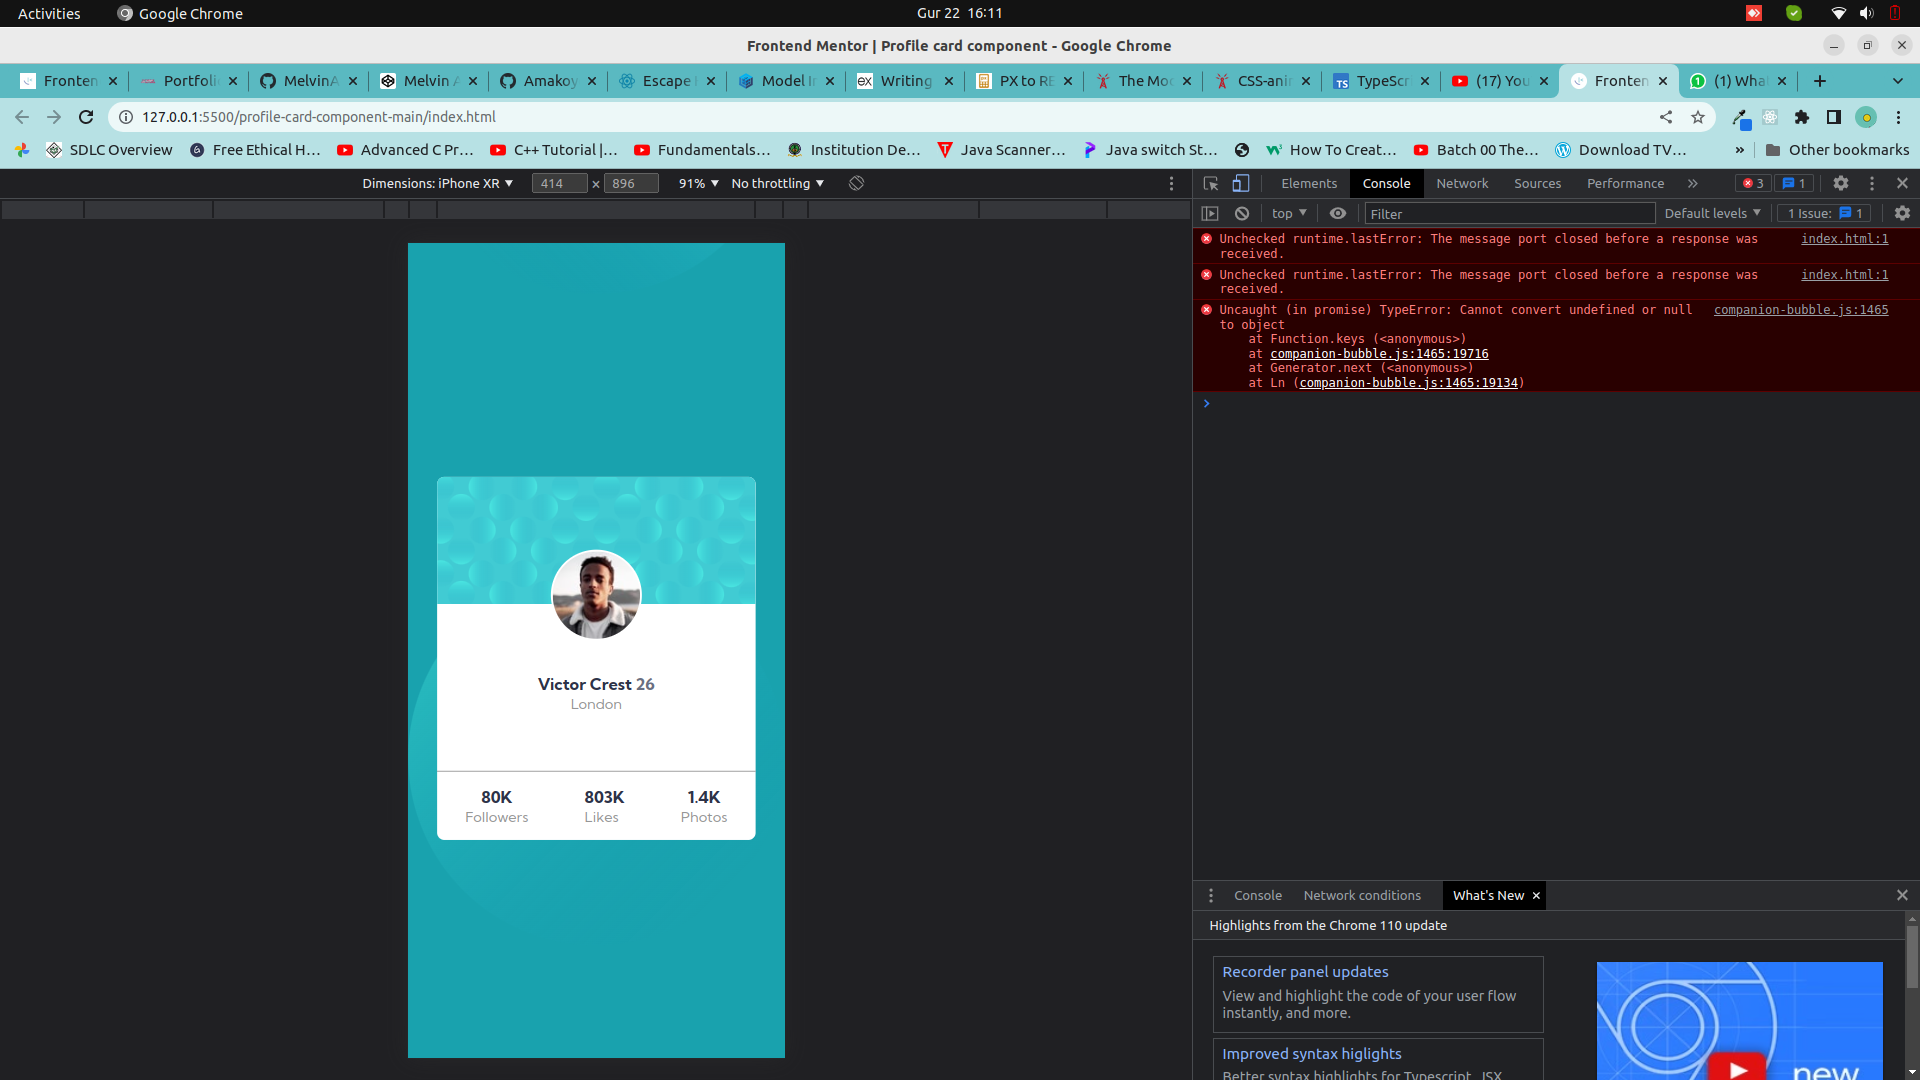 Activities
Google Chrome
Gur 22 16:11
Frontend Mentor | Profile card component - Google Chrome
Fronten
Portfoli
MelvinA
Melvin A
Amakoy
Escape
Model In
Writing
PX to RE
The Moc
CSS-ani
TypeScri
(17) You
Fronten
(1) What
127.0.0.1:5500/profile-card-component-main/index.html
SDLC Overview
Free Ethical H...
Advanced C Pr...
C++ Tutorial |...
Fundamentals...
Institution De...
Java Scanner...
Java switch St...
How To Creat...
Batch 00 The...
Download TV...
»
Other bookmarks
Dimensions: iPhone XR
414 × 896
91%
No throttling
Elements
Console
Network
Sources
Performance
»
3
1
top
Filter
Default levels
1 Issue: 1
Unchecked runtime.lastError: The message port closed before a response was
received.
index.html:1
Unchecked runtime.lastError: The message port closed before a response was
received.
index.html:1
Uncaught (in promise) TypeError: Cannot convert undefined or null
to object
companion-bubble.js:1465
at Function.keys (<anonymous>)
at companion-bubble.js:1465:19716
at Generator.next (<anonymous>)
at Ln (companion-bubble.js:1465:19134)
Victor Crest 26
London
80K
803K
1.4K
Followers
Likes
Photos
Console
Network conditions
What's New
Highlights from the Chrome 110 update
Recorder panel updates
View and highlight the code of your user flow
instantly, and more.
Improved syntax higlights
Better syntax highlights for Typescript, JSX
new